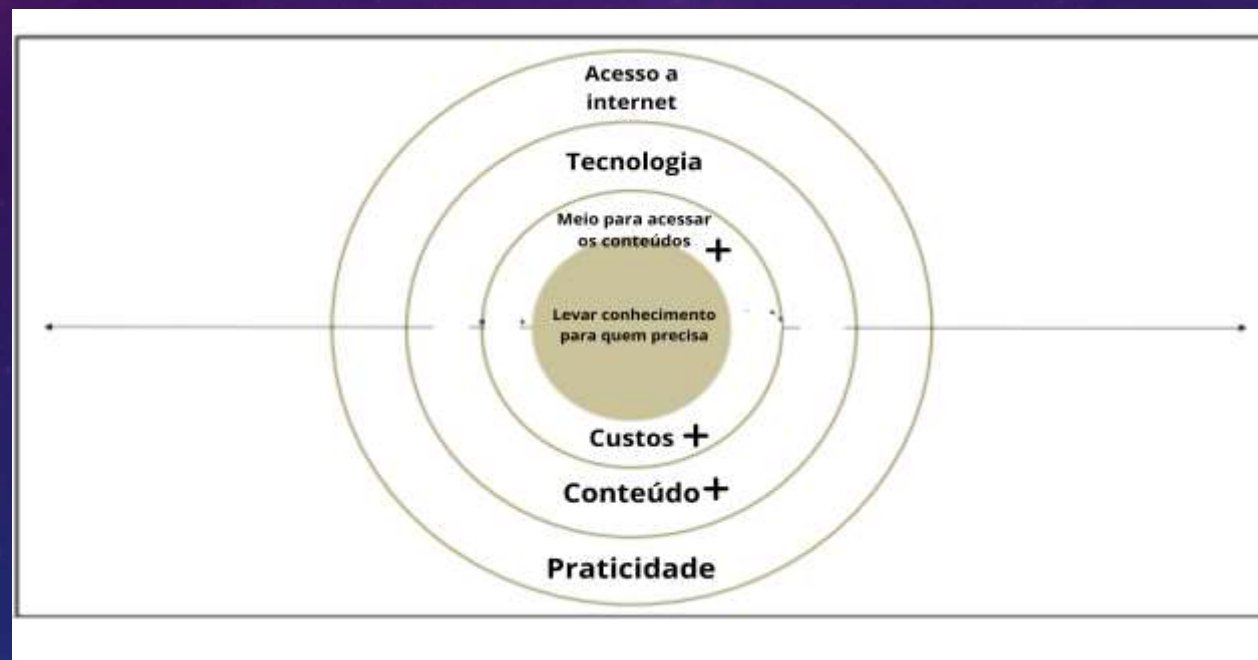 Acesso a
internet
Tecnologia
Meio para acessar
os conteúdos +
Levar conhecimento
para quem precisa
Custos +
Conteúdo +
Praticidade